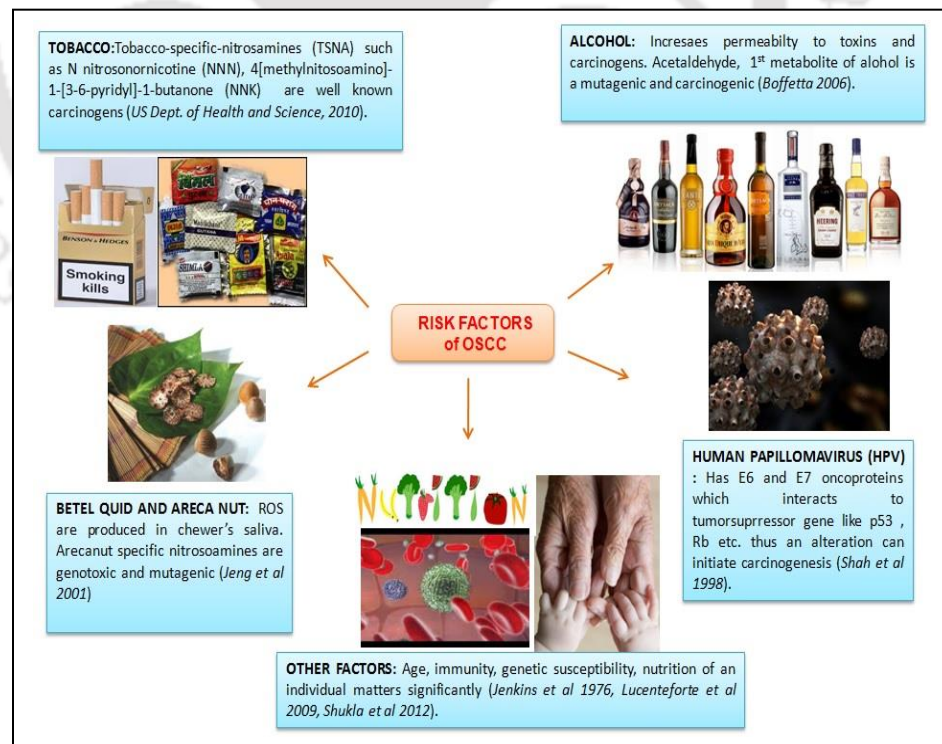 TOBACCO:Tobacco-specific-nitrosamines (TSNA) such
as N nitrosonornicotine (NNN), 4[methylnitosoamino]-
1-[3-6-pyridyl]-1-butanone (NNK) are well known
carcinogens (US Dept. of Health and Science, 2010).
ALCOHOL: Incresaes permeabilty to toxins and
carcinogens. Acetaldehyde, 1st metabolite of alohol is
a mutagenic and carcinogenic (Boffetta 2006).
BENSON & HEDGES
Smoking
kills
SHIMLA
HEERING
RISK FACTORS
of OSCC
BETEL QUID AND ARECA NUT: ROS
are produced in chewer's saliva.
Arecanut specific nitrosoamines are
genotoxic and mutagenic (Jeng et al
2001)
NUTRITION
HUMAN PAPILLOMAVIRUS (HPV)
: Has E6 and E7 oncoproteins
which interacts to
tumorsuprressor gene like p53 ,
Rb etc. thus an alteration can
initiate carcinogenesis (Shah et al
1998).
OTHER FACTORS: Age, immunity, genetic susceptibility, nutrition of an
individual matters significantly (Jenkins et al 1976, Lucenteforte et al
2009, Shukla et al 2012).